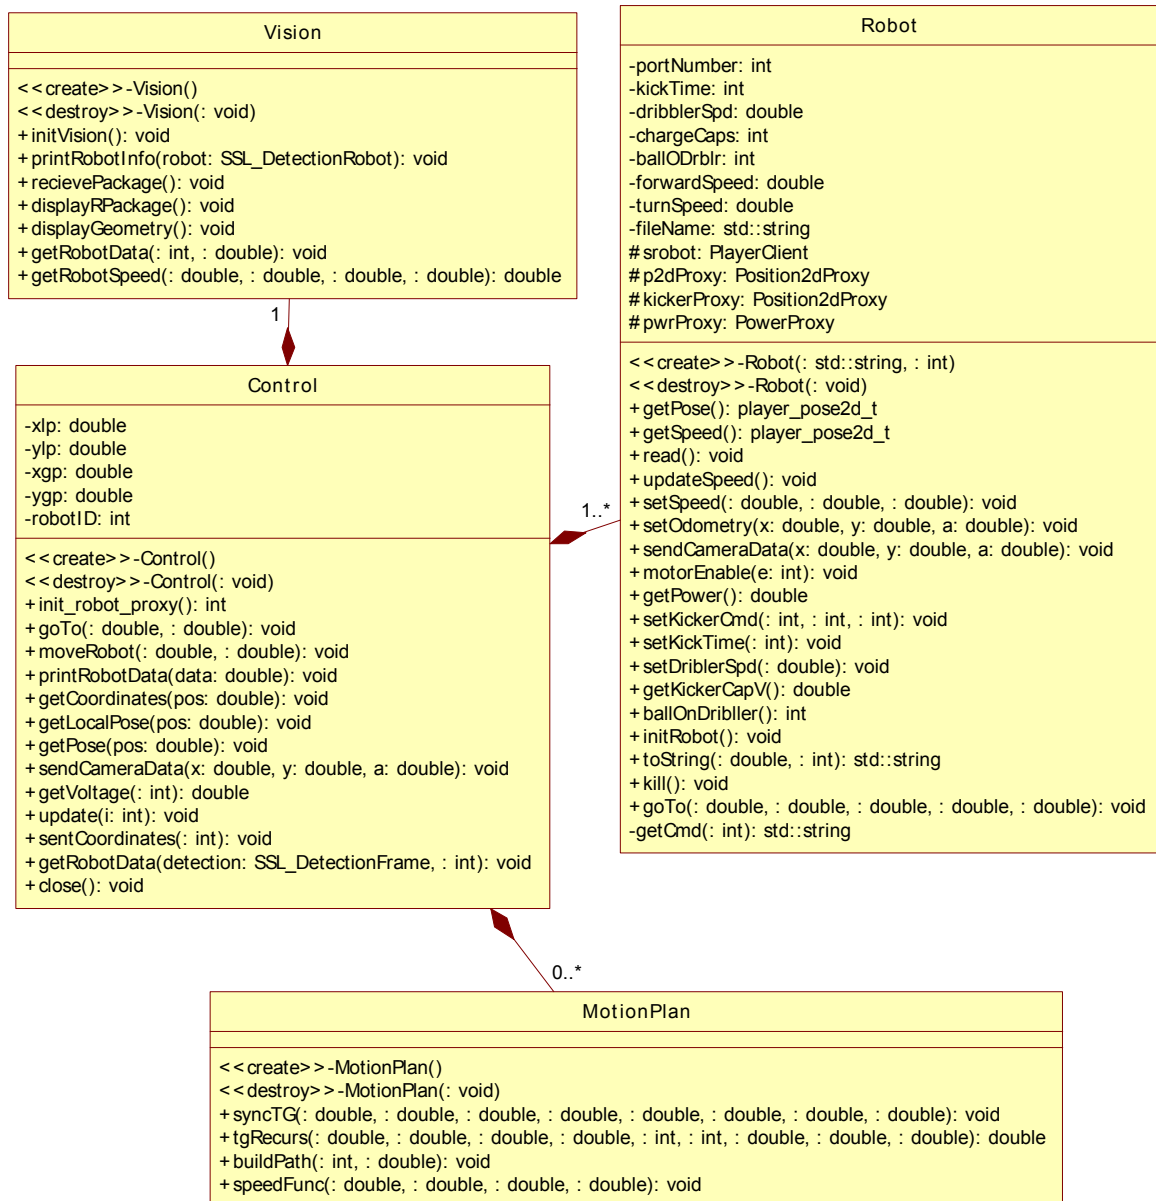 Vision
<<create>>-Vision()
<<destroy>>-Vision(: void)
+initVision(): void
+printRobotInfo(robot: SSL_DetectionRobot): void
+recievePackage(): void
+displayRPackage(): void
+displayGeometry(): void
+getRobotData(: int, : double): void
+getRobotSpeed(: double, : double, : double, : double): double
1
Control
-xlp: double
-ylp: double
-xgp: double
-ygp: double
-robotID: int
<<create>>-Control()
<<destroy>>-Control(: void)
+init_robot_proxy(): int
+goTo(: double, : double): void
+moveRobot(: double, : double): void
+printRobotData(data: double): void
+getCoordinates(pos: double): void
+getLocalPose(pos: double): void
+getPose(pos: double): void
+sendCameraData(x: double, y: double, a: double): void
+getVoltage(: int): double
+update(i: int): void
+sentCoordinates(: int): void
+getRobotData(detection: SSL_DetectionFrame, : int): void
+close(): void
1..*
Robot
-portNumber: int
-kickTime: int
-dribblerSpd: double
-chargeCaps: int
-ballODrblr: int
-forwardSpeed: double
-turnSpeed: double
-fileName: std::string
#srobot: PlayerClient
#p2dProxy: Position2dProxy
#kickerProxy: Position2dProxy
#pwrProxy: PowerProxy
<<create>>-Robot(: std::string, : int)
<<destroy>>-Robot(: void)
+getPose(): player_pose2d_t
+getSpeed(): player_pose2d_t
+read(): void
+updateSpeed(): void
+setSpeed(: double, : double, : double): void
+setOdometry(x: double, y: double, a: double): void
+sendCameraData(x: double, y: double, a: double): void
+motorEnable(e: int): void
+getPower(): double
+setKickerCmd(: int, : int, : int): void
+setKickTime(: int): void
+setDriblerSpd(: double): void
+getKickerCapV(): double
+ballOnDribller(): int
+initRobot(): void
+toString(: double, : int): std::string
+kill(): void
+goTo(: double, : double, : double, : double, : double): void
-getCmd(: int): std::string
0..*
MotionPlan
<<create>>-MotionPlan()
<<destroy>>-MotionPlan(: void)
+syncTG(: double, : double, : double, : double, : double, : double, : double, : double): void
+tgRecurs(: double, : double, : double, : double, : int, : int, : double, : double, : double, : double): double
+buildPath(: int, : double): void
+speedFunc(: double, : double, : double, : double): void